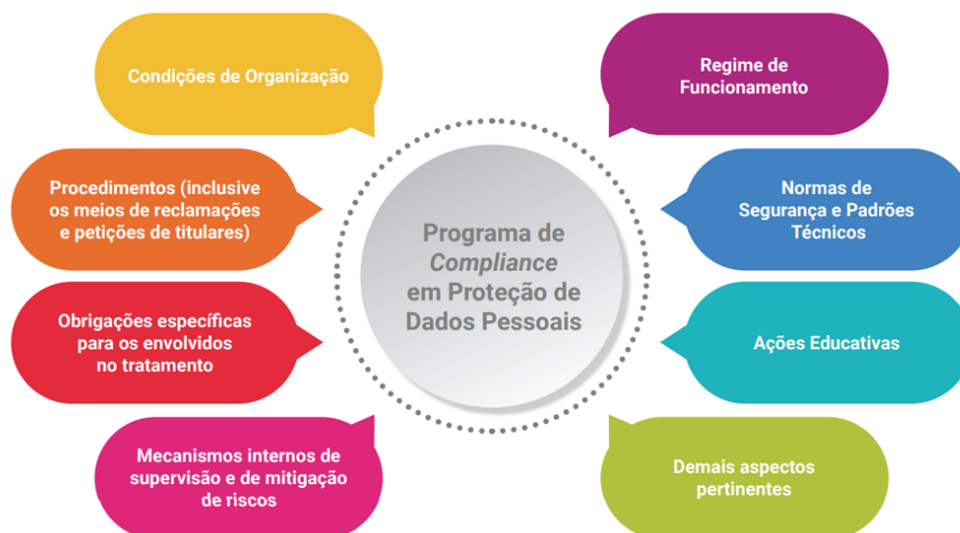 Condições de Organização
Regime de
Funcionamento
Procedimentos (inclusive
os meios de reclamações
e petições de titulares)
Normas de
Segurança e Padrões
Técnicos
Programa de
Compliance
em Proteção de
Dados Pessoais
Obrigações específicas
para os envolvidos
no tratamento
Ações Educativas
Mecanismos internos de
supervisão e de mitigação
de riscos
Demais aspectos
pertinentes